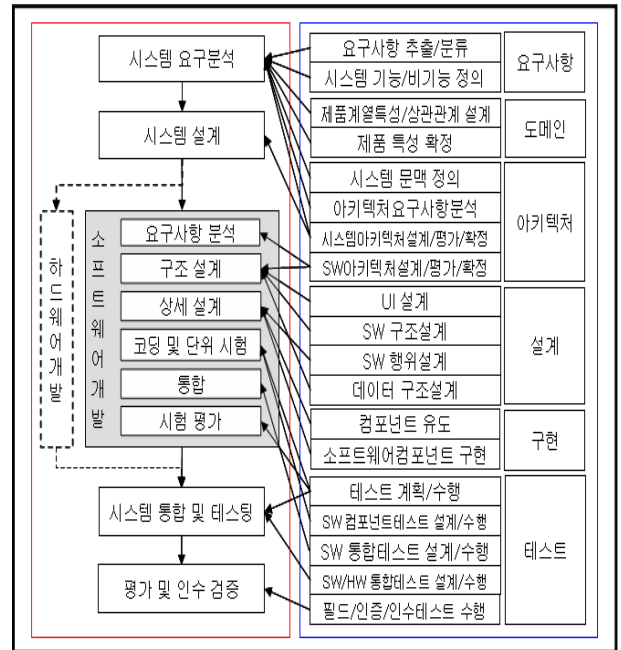 시스템 요구분석
시스템 설계
하드웨어개발
소프트웨어개발
요구사항 분석
구조 설계
상세 설계
코딩 및 단위 시험
통합
시험 평가
시스템 통합 및 테스팅
평가 및 인수 검증
요구사항 추출/분류
시스템 기능/비기능 정의
요구사항
제품계열특성/상관관계 설계
제품 특성 확정
도메인
시스템 문맥 정의
아키텍처요구사항분석
시스템아키텍처설계/평가/확정
SW아키텍처설계/평가/확정
아키텍처
UI 설계
SW 구조설계
SW 행위설계
데이터 구조설계
설계
컴포넌트 유도
소프트웨어컴포넌트 구현
구현
테스트 계획/수행
SW컴포넌트테스트 설계/수행
SW 통합테스트 설계/수행
SW/HW 통합테스트 설계/수행
필드/인증/인수테스트 수행
테스트